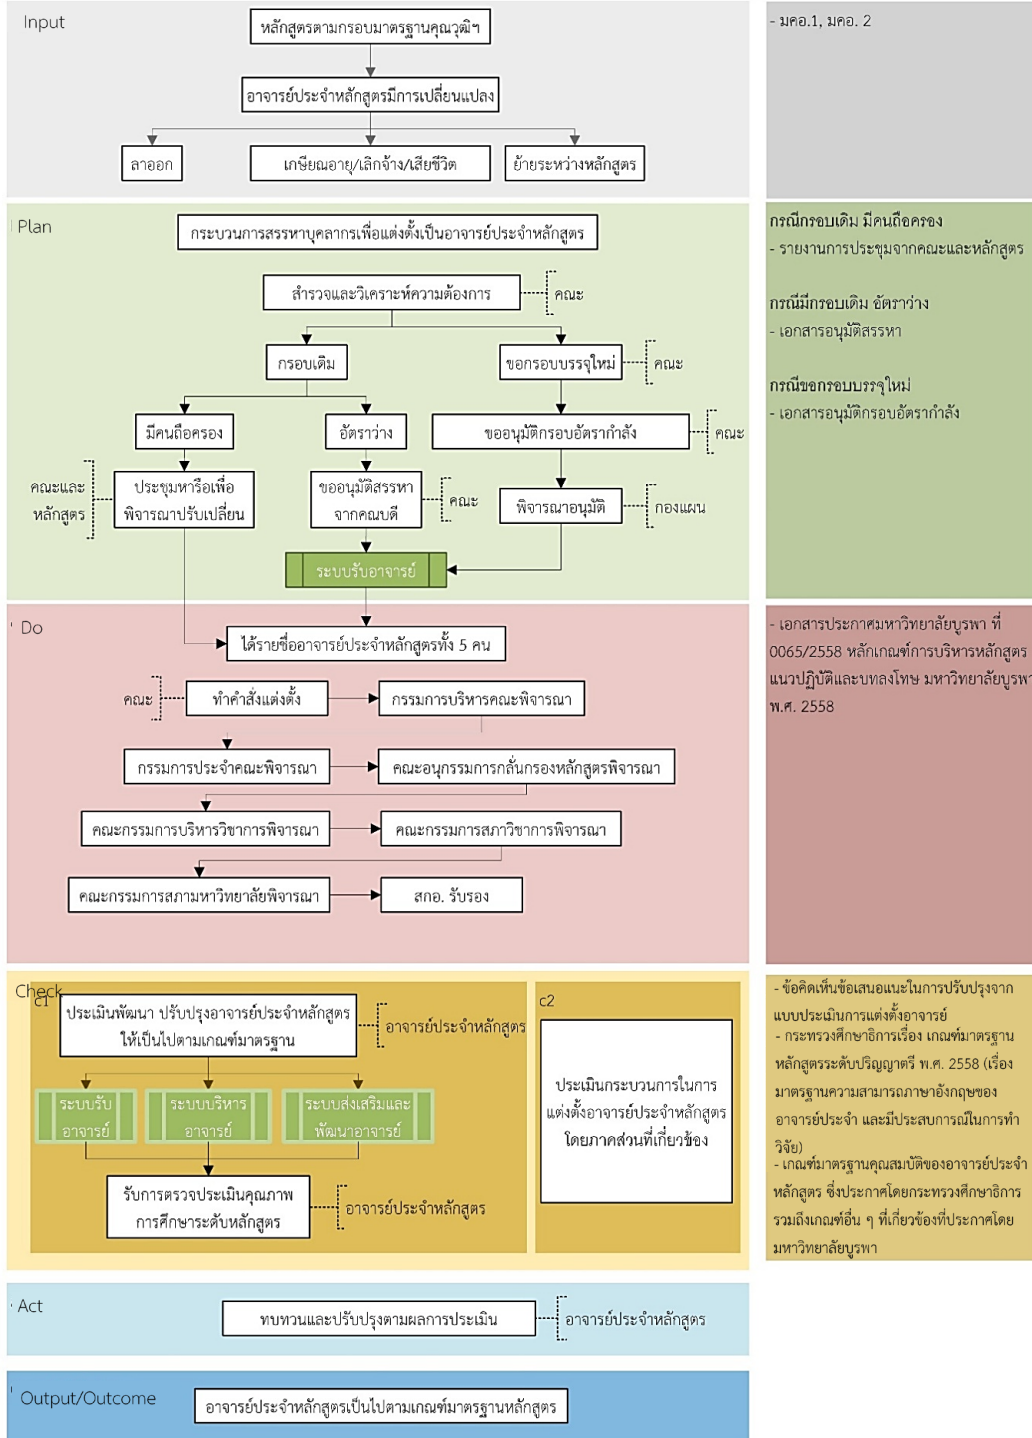 Input
หลักสูตรตามกรอบมาตรฐานคุณวุฒิฯ
- มคอ.1, มคอ. 2
อาจารย์ประจำหลักสูตรมีการเปลี่ยนแปลง
ลาออก
เกษียณอายุ/เลิกจ้าง/เสียชีวิต
ย้ายระหว่างหลักสูตร
Plan
กระบวนการสรรหาบุคลากรเพื่อแต่งตั้งเป็นอาจารย์ประจำหลักสูตร
สำรวจและวิเคราะห์ความต้องการ
คณะ
กรอบเดิม
ขอกรอบบรรจุใหม่
คณะ
มีคนถือครอง
อัตราว่าง
ขออนุมัติกรอบอัตรากำลัง
คณะ
คณะและ
หลักสูตร
ประชุมหารือเพื่อ
พิจารณาปรับเปลี่ยน
ขออนุมัติสรรหา
จากคณบดี
คณะ
พิจารณาอนุมัติ
กองแผน
ระบบรับอาจารย์
กรณีกรอบเดิม มีคนถือครอง
- รายงานการประชุมจากคณะและหลักสูตร
กรณีมีกรอบเดิม อัตราว่าง
- เอกสารอนุมัติสรรหา
กรณีขอกรอบบรรจุใหม่
- เอกสารอนุมัติกรอบอัตรากำลัง
Do
ได้รายชื่ออาจารย์ประจำหลักสูตรทั้ง 5 คน
คณะ
ทำคำสั่งแต่งตั้ง
กรรมการบริหารคณะพิจารณา
กรรมการประจำคณะพิจารณา
คณะอนุกรรมการกลั่นกรองหลักสูตรพิจารณา
คณะกรรมการบริหารวิชาการพิจารณา
คณะกรรมการสภาวิชาการพิจารณา
คณะกรรมการสภามหาวิทยาลัยพิจารณา
สกอ. รับรอง
- เอกสารประกาศมหาวิทยาลัยบูรพา ที่
0065/2558 หลักเกณฑ์การบริหารหลักสูตร
แนวปฏิบัติและบทลงโทษ มหาวิทยาลัยบูรพา
พ.ศ. 2558
Check
c1
ประเมินพัฒนา ปรับปรุงอาจารย์ประจำหลักสูตร
ให้เป็นไปตามเกณฑ์มาตรฐาน
อาจารย์ประจำหลักสูตร
ระบบรับ
อาจารย์
ระบบบริหาร
อาจารย์
ระบบส่งเสริมและ
พัฒนาอาจารย์
รับการตรวจประเมินคุณภาพ
การศึกษาระดับหลักสูตร
อาจารย์ประจำหลักสูตร
c2
ประเมินกระบวนการในการ
แต่งตั้งอาจารย์ประจำหลักสูตร
โดยภาคส่วนที่เกี่ยวข้อง
- ข้อคิดเห็นข้อเสนอแนะในการปรับปรุงจาก
แบบประเมินการแต่งตั้งอาจารย์
- กระทรวงศึกษาธิการเรื่อง เกณฑ์มาตรฐาน
หลักสูตรระดับปริญญาตรี พ.ศ. 2558 (เรื่อง
มาตรฐานความสามารถภาษาอังกฤษของ
อาจารย์ประจำ และมีประสบการณ์ในการทำ
วิจัย)
- เกณฑ์มาตรฐานคุณสมบัติของอาจารย์ประจำ
หลักสูตร ซึ่งประกาศโดยกระทรวงศึกษาธิการ
รวมถึงเกณฑ์อื่น ๆ ที่เกี่ยวข้องที่ประกาศโดย
มหาวิทยาลัยบูรพา
Act
ทบทวนและปรับปรุงตามผลการประเมิน
อาจารย์ประจำหลักสูตร
Output/Outcome
อาจารย์ประจำหลักสูตรเป็นไปตามเกณฑ์มาตรฐานหลักสูตร